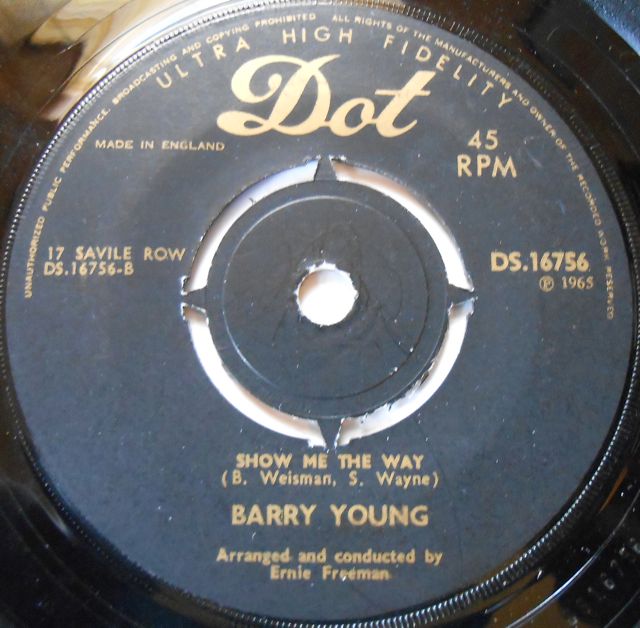 UNAUTHORIZED PUBLIC PERFORMANCE, BROADCASTING AND COPYING PROHIBITED ALL RIGHTS OF THE MANUFACTURERS AND OWNER OF THE RECORDED WORK RESERVED
ULTRA HIGH FIDELITY
Dot
MADE IN ENGLAND
45
RPM
17 SAVILE ROW
DS.16756-B
DS.16756
℗ 1965
SHOW ME THE WAY
(B. Weisman, S. Wayne)
BARRY YOUNG
Arranged and conducted by
Ernie Freeman